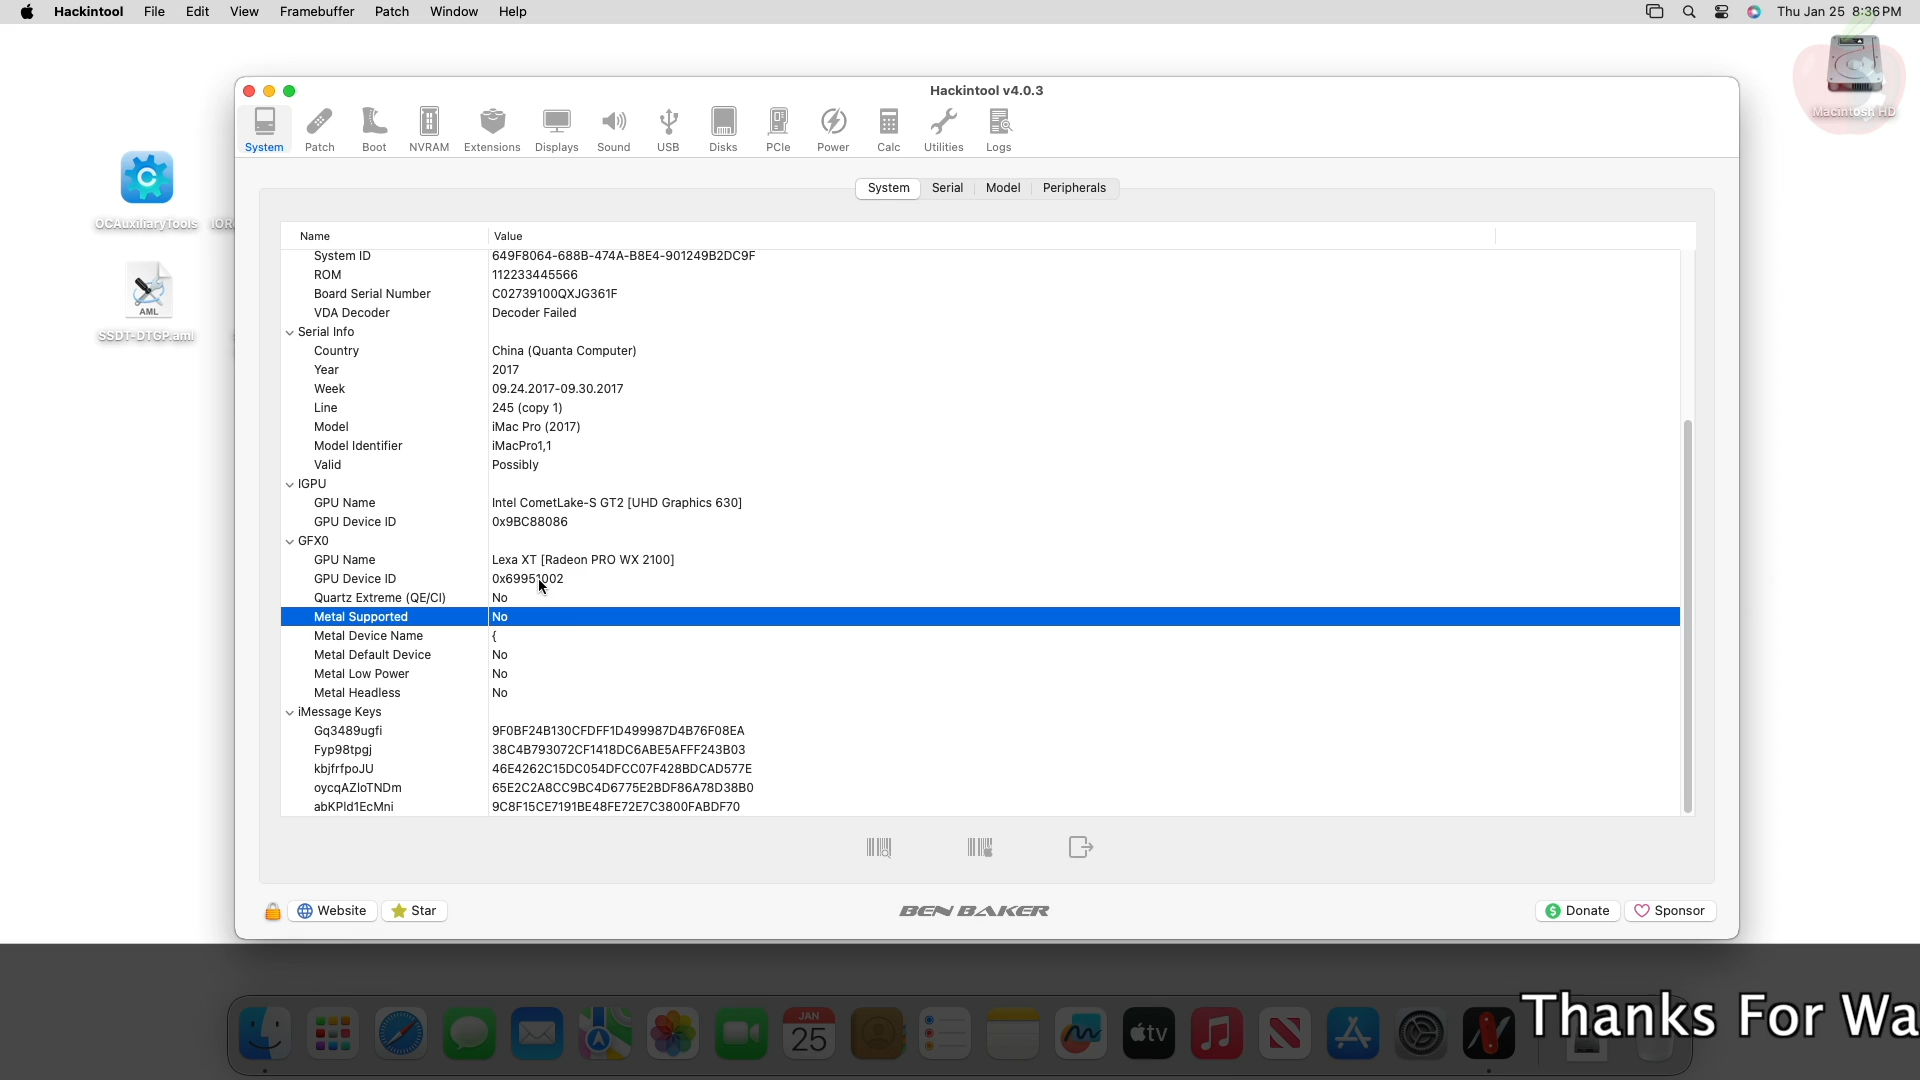 Hackintool File Edit View Framebuffer Patch Window Help Thu Jan 25 8:36 PM
Macintosh HD
OCAuxiliaryTools IOR
AML
SSDT-DTGP.aml
Hackintool v4.0.3
System Patch Boot NVRAM Extensions Displays Sound USB Disks PCIe Power Calc Utilities Logs
System Serial Model Peripherals
Name Value
System ID 649F8064-688B-474A-B8E4-901249B2DC9F
ROM 112233445566
Board Serial Number C02739100QXJG361F
VDA Decoder Decoder Failed
Serial Info
Country China (Quanta Computer)
Year 2017
Week 09.24.2017-09.30.2017
Line 245 (copy 1)
Model iMac Pro (2017)
Model Identifier iMacPro1,1
Valid Possibly
IGPU
GPU Name Intel CometLake-S GT2 [UHD Graphics 630]
GPU Device ID 0x9BC88086
GFX0
GPU Name Lexa XT [Radeon PRO WX 2100]
GPU Device ID 0x69951002
Quartz Extreme (QE/CI) No
Metal Supported No
Metal Device Name {
Metal Default Device No
Metal Low Power No
Metal Headless No
iMessage Keys
Gq3489ugfi 9F0BF24B130CFDFF1D499987D4B76F08EA
Fyp98tpgj 38C4B793072CF1418DC6ABE5AFFF243B03
kbjfrfpoJU 46E4262C15DC054DFCC07F428BDCAD577E
oycqAZloTNDm 65E2C2A8CC9BC4D6775E2BDF86A78D38B0
abKPld1EcMni 9C8F15CE7191BE48FE72E7C3800FABDF70
Website Star BEN BAKER Donate Sponsor
JAN
25
tv
Thanks For Wa